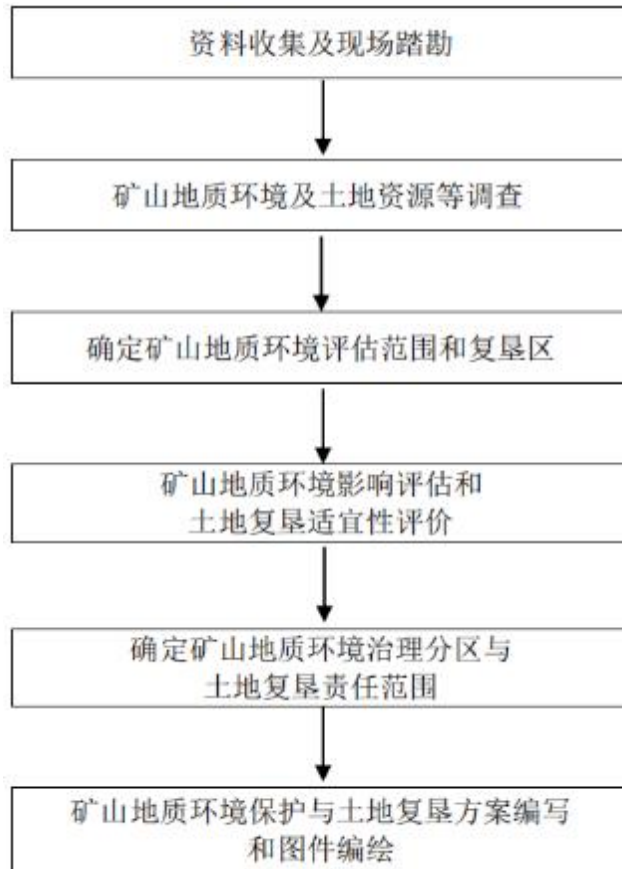 资料收集及现场踏勘
矿山地质环境及土地资源等调查
确定矿山地质环境评估范围和复垦区
矿山地质环境影响评估和
土地复垦适宜性评价
确定矿山地质环境治理分区与
土地复垦责任范围
矿山地质环境保护与土地复垦方案编写
和图件编绘